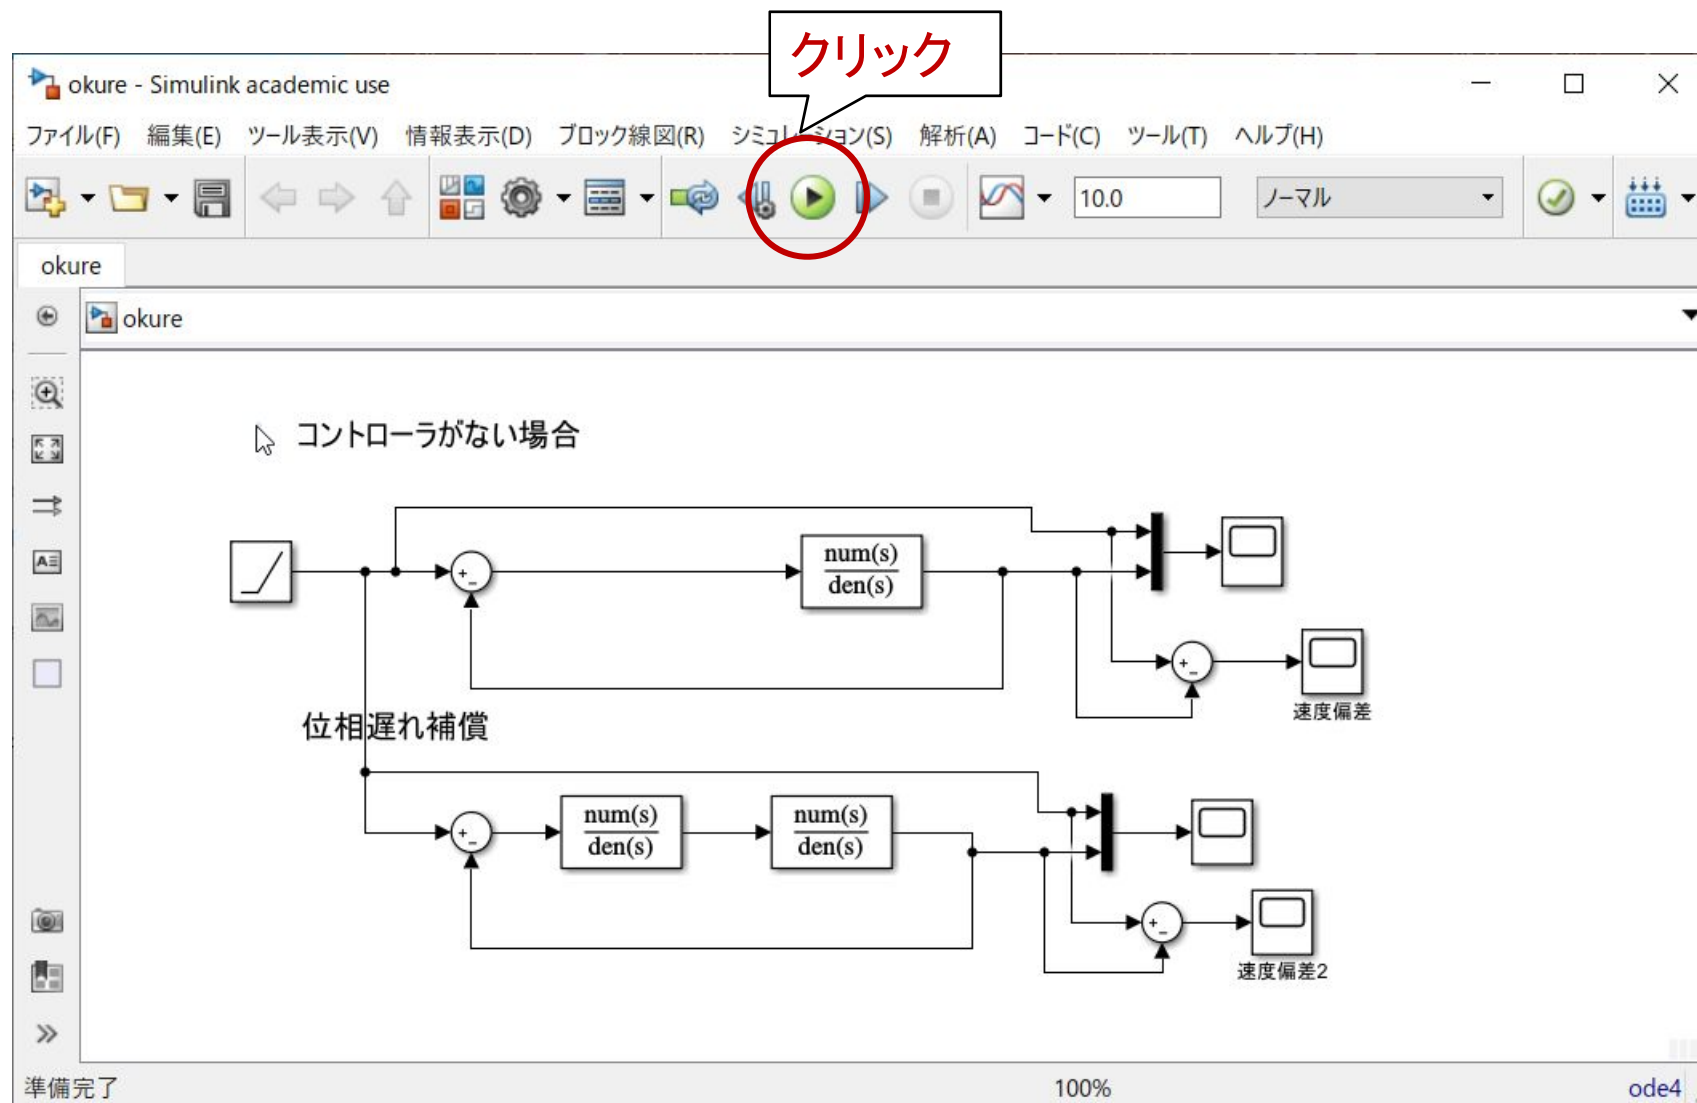 クリック
okure - Simulink academic use
ファイル(F) 編集(E) ツール表示(V) 情報表示(D) ブロック線図(R) シミュレーション(S) 解析(A) コード(C) ツール(T) ヘルプ(H)
10.0 ノーマル
okure
okure
コントローラがない場合
num(s)
den(s)
速度偏差
位相遅れ補償
num(s) num(s)
den(s) den(s)
速度偏差2
準備完了 100% ode4